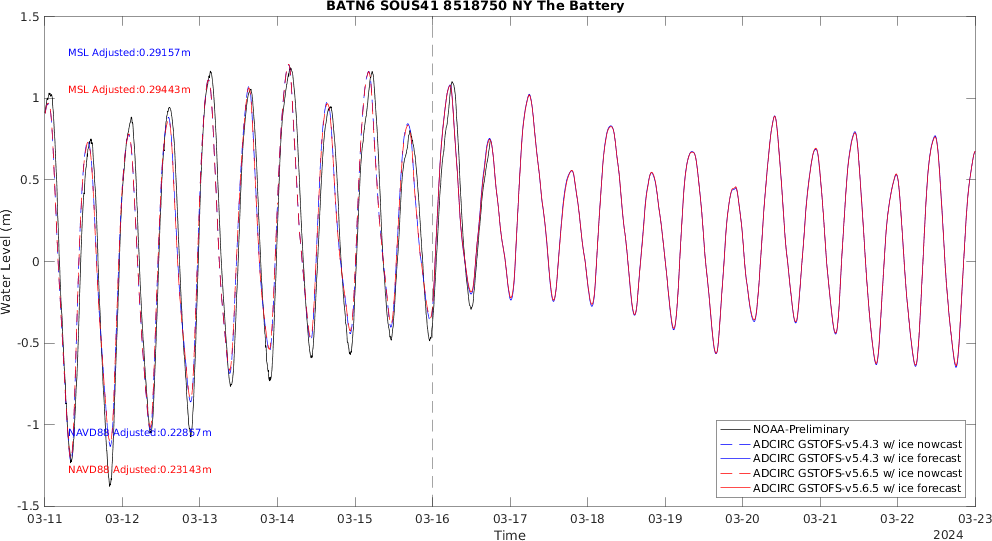 BATN6 SOUS41 8518750 NY The Battery
1.5
1
0.5
0
-0.5
-1
-1.5
Water Level (m)
MSL Adjusted:0.29157m
MSL Adjusted:0.29443m
NAVD88 Adjusted:0.22857m
NAVD88 Adjusted:0.23143m
NOAA-Preliminary
ADCIRC GSTOFS-v5.4.3 w/ ice nowcast
ADCIRC GSTOFS-v5.4.3 w/ ice forecast
ADCIRC GSTOFS-v5.6.5 w/ ice nowcast
ADCIRC GSTOFS-v5.6.5 w/ ice forecast
03-11 03-12 03-13 03-14 03-15 03-16 03-17 03-18 03-19 03-20 03-21 03-22 03-23
Time
2024